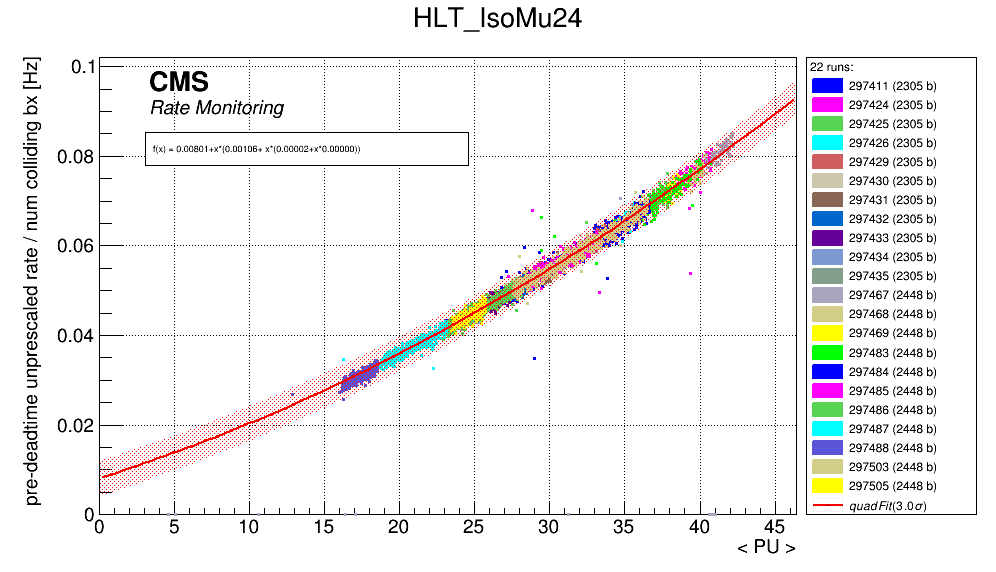 HLT_IsoMu24
pre-deadtime unprescaled rate / num colliding bx [Hz]
0.1
0.08
0.06
0.04
0.02
0
CMS
Rate Monitoring
f(x) = 0.00801+x*(0.00106+ x*(0.00002+x*0.00000))
0 5 10 15 20 25 30 35 40 45
< PU >
22 runs:
297411 (2305 b)
297424 (2305 b)
297425 (2305 b)
297426 (2305 b)
297429 (2305 b)
297430 (2305 b)
297431 (2305 b)
297432 (2305 b)
297433 (2305 b)
297434 (2305 b)
297435 (2305 b)
297467 (2448 b)
297468 (2448 b)
297469 (2448 b)
297483 (2448 b)
297484 (2448 b)
297485 (2448 b)
297486 (2448 b)
297487 (2448 b)
297488 (2448 b)
297503 (2448 b)
297505 (2448 b)
quadFit(3.0σ)